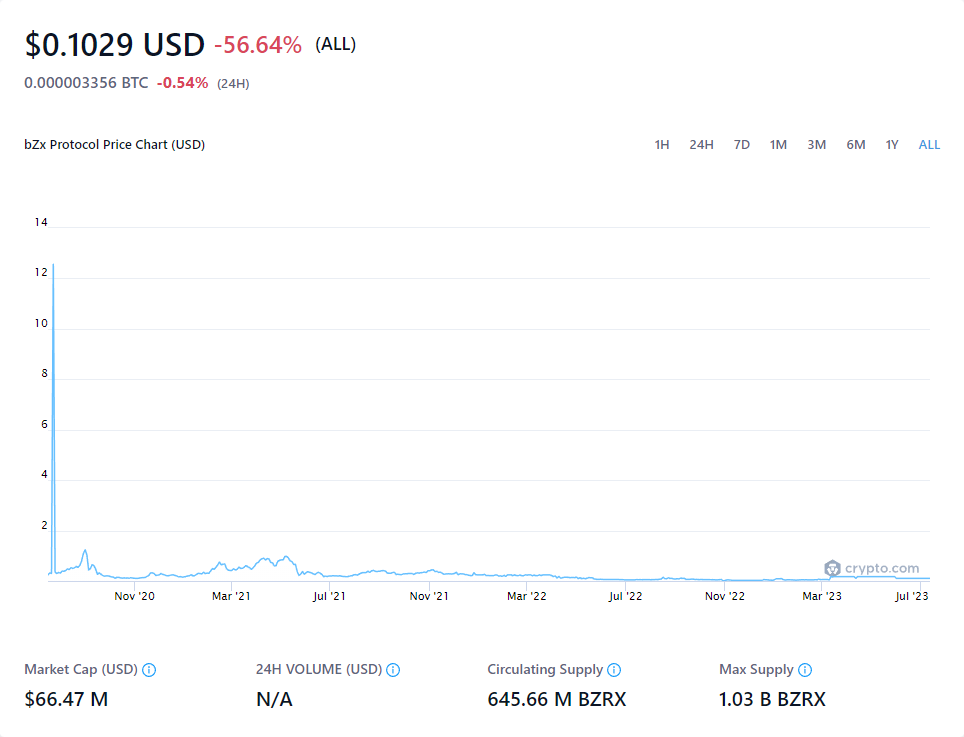 $0.1029 USD -56.64% (ALL)
0.000003356 BTC -0.54% (24H)
bZx Protocol Price Chart (USD) 1H 24H 7D 1M 3M 6M 1Y ALL
14
12
10
8
6
4
2
crypto.com
Nov '20 Mar '21 Jul '21 Nov '21 Mar '22 Jul '22 Nov '22 Mar '23 Jul '23
Market Cap (USD) 24H VOLUME (USD) Circulating Supply Max Supply
$66.47 M N/A 645.66 M BZRX 1.03 B BZRX